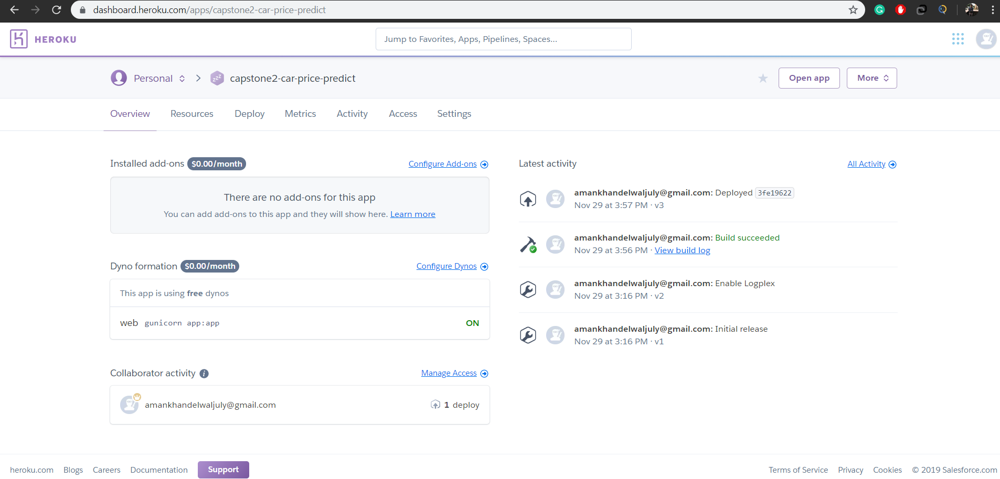 dashboard.heroku.com/apps/capstone2-car-price-predict
HEROKU
Jump to Favorites, Apps, Pipelines, Spaces...
Personal
zzZ
capstone2-car-price-predict
Open app
More
Overview
Resources
Deploy
Metrics
Activity
Access
Settings
Installed add-ons $0.00/month
Configure Add-ons
There are no add-ons for this app
You can add add-ons to this app and they will show here. Learn more
Dyno formation $0.00/month
Configure Dynos
This app is using free dynos
web gunicorn app:app
ON
Collaborator activity
Manage Access
amankhandelwaljuly@gmail.com
1 deploy
Latest activity
All Activity
amankhandelwaljuly@gmail.com: Deployed 3fe19622
Nov 29 at 3:57 PM · v3
amankhandelwaljuly@gmail.com: Build succeeded
Nov 29 at 3:56 PM · View build log
amankhandelwaljuly@gmail.com: Enable Logplex
Nov 29 at 3:16 PM · v2
amankhandelwaljuly@gmail.com: Initial release
Nov 29 at 3:16 PM · v1
heroku.com
Blogs
Careers
Documentation
Support
Terms of Service
Privacy
Cookies
© 2019 Salesforce.com